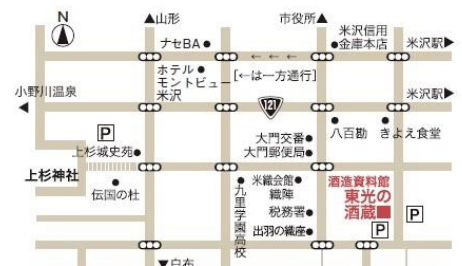 N
▲山形
市役所▲
ナセBA
米沢信用
金庫本店
米沢駅▶
← ← ←
[←は一方通行]
ホテル
モントビュー
米沢
小野川温泉
◀
121
米沢駅▶
P
大門交番
大門郵便局
八百勘
きよえ食堂
上杉城史苑
上杉神社
伝国の杜
九里学園高校
米織会館
織陣
税務署
出羽の織座
酒造資料館
東光の
酒蔵
P
P
▼白布